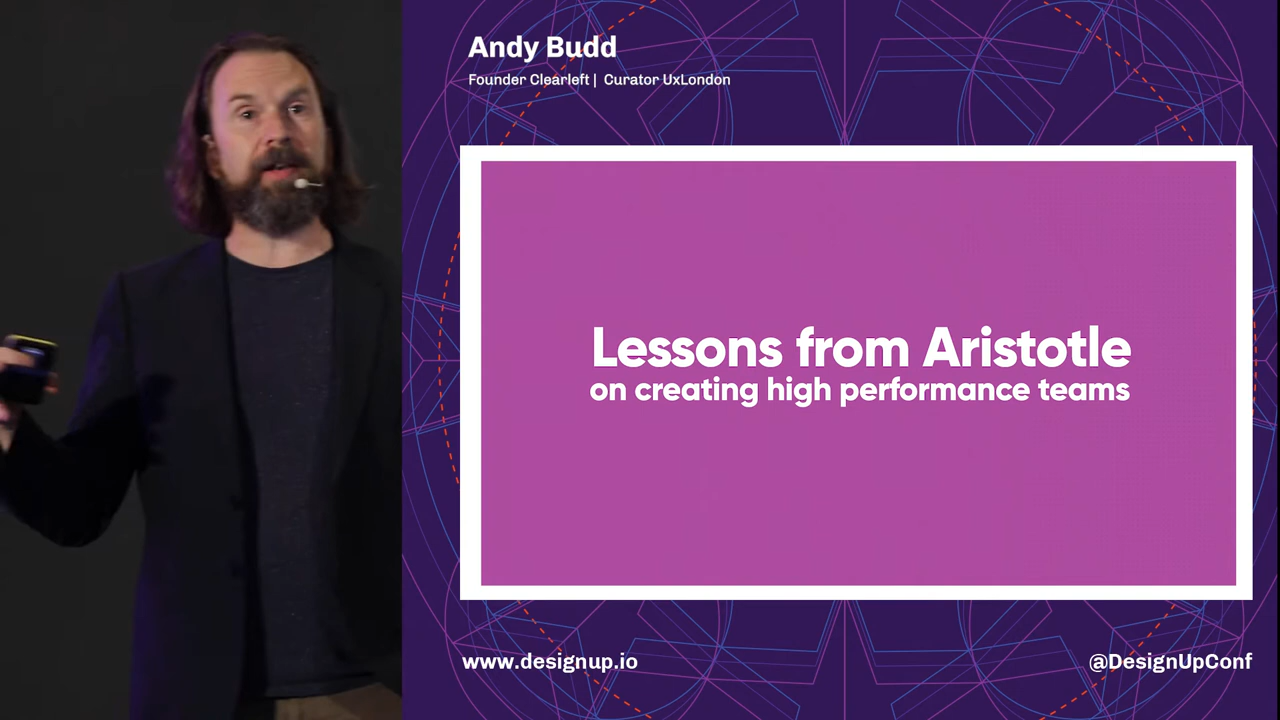 Andy Budd
Founder Clearleft | Curator UxLondon
Lessons from Aristotle
on creating high performance teams
www.designup.io
@DesignUpConf